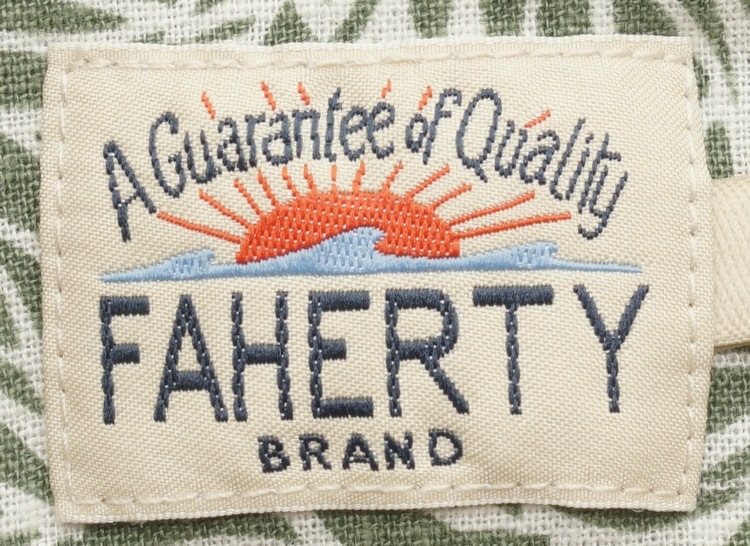 A Guarantee of Quality
FAHERTY
BRAND